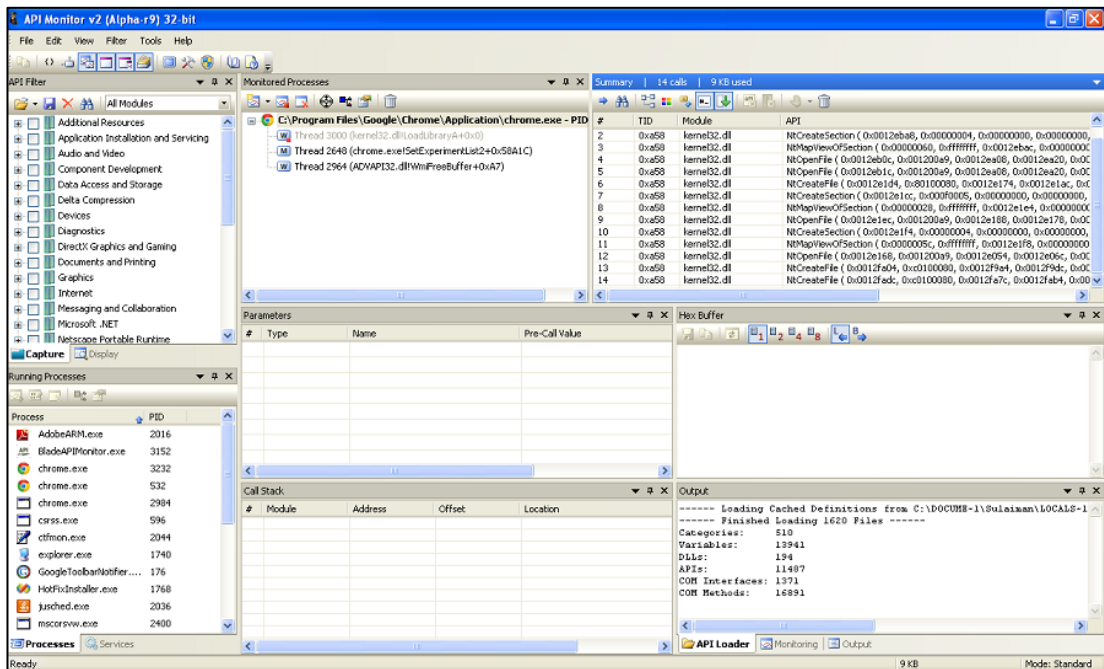 API Monitor v2 (Alpha-r9) 32-bit
File Edit View Filter Tools Help
API Filter
All Modules
Additional Resources
Application Installation and Servicing
Audio and Video
Component Development
Data Access and Storage
Delta Compression
Devices
Diagnostics
DirectX Graphics and Gaming
Documents and Printing
Graphics
Internet
Messaging and Collaboration
Microsoft .NET
Netscape Portable Runtime
Capture Display
Monitored Processes
C:\Program Files\Google\Chrome\Application\chrome.exe - PID
Thread 3000 (kernel32.dll!LoadLibraryA+0x0)
Thread 2648 (chrome.exe!SetExperimentList2+0x58A1C)
Thread 2964 (ADVAPI32.dll!WmiFreeBuffer+0xA7)
Summary | 14 calls | 9 KB used
# TID Module API
2 0xa58 kernel32.dll NtCreateSection ( 0x0012eba8, 0x00000004, 0x00000000, 0x00000000,
3 0xa58 kernel32.dll NtMapViewOfSection ( 0x00000060, 0xffffffff, 0x0012ebac, 0x0000000C
4 0xa58 kernel32.dll NtOpenFile ( 0x0012eb0c, 0x001200a9, 0x0012ea08, 0x0012ea20, 0x0C
5 0xa58 kernel32.dll NtOpenFile ( 0x0012eb1c, 0x001200a9, 0x0012ea08, 0x0012ea20, 0x0C
6 0xa58 kernel32.dll NtCreateFile ( 0x0012e1d4, 0x80100080, 0x0012e174, 0x0012e1ac, 0x0
7 0xa58 kernel32.dll NtCreateSection ( 0x0012e1cc, 0x000f0005, 0x00000000, 0x00000000,
8 0xa58 kernel32.dll NtMapViewOfSection ( 0x00000028, 0xffffffff, 0x0012e1e4, 0x0000000C
9 0xa58 kernel32.dll NtOpenFile ( 0x0012e1ec, 0x001200a9, 0x0012e188, 0x0012e178, 0x0C
10 0xa58 kernel32.dll NtCreateSection ( 0x0012e1f4, 0x00000004, 0x00000000, 0x00000000,
11 0xa58 kernel32.dll NtMapViewOfSection ( 0x0000005c, 0xffffffff, 0x0012e1f8, 0x00000000
12 0xa58 kernel32.dll NtOpenFile ( 0x0012e168, 0x001200a9, 0x0012e054, 0x0012e06c, 0x0C
13 0xa58 kernel32.dll NtCreateFile ( 0x0012fa04, 0xc0100080, 0x0012f9a4, 0x0012f9dc, 0x0C
14 0xa58 kernel32.dll NtCreateFile ( 0x0012fadc, 0xc0100080, 0x0012fa7c, 0x0012fab4, 0x00
Parameters
# Type Name Pre-Call Value
Hex Buffer
1 2 4 8 L B
Running Processes
Process PID
AdobeARM.exe 2016
BladeAPIMonitor.exe 3152
chrome.exe 3232
chrome.exe 532
chrome.exe 2984
csrss.exe 596
ctfmon.exe 2044
explorer.exe 1740
GoogleToolbarNotifier.... 176
HotFixInstaller.exe 1768
jusched.exe 2036
mscorsvw.exe 2400
Processes Services
Call Stack
# Module Address Offset Location
Output
------ Loading Cached Definitions from C:\DOCUME~1\Sulaiman\LOCALS~1
------ Finished Loading 1620 Files ------
Categories: 510
Variables: 13941
DLLs: 194
APIs: 11487
COM Interfaces: 1371
COM Methods: 16891
API Loader Monitoring Output
Ready 9 KB Mode: Standard